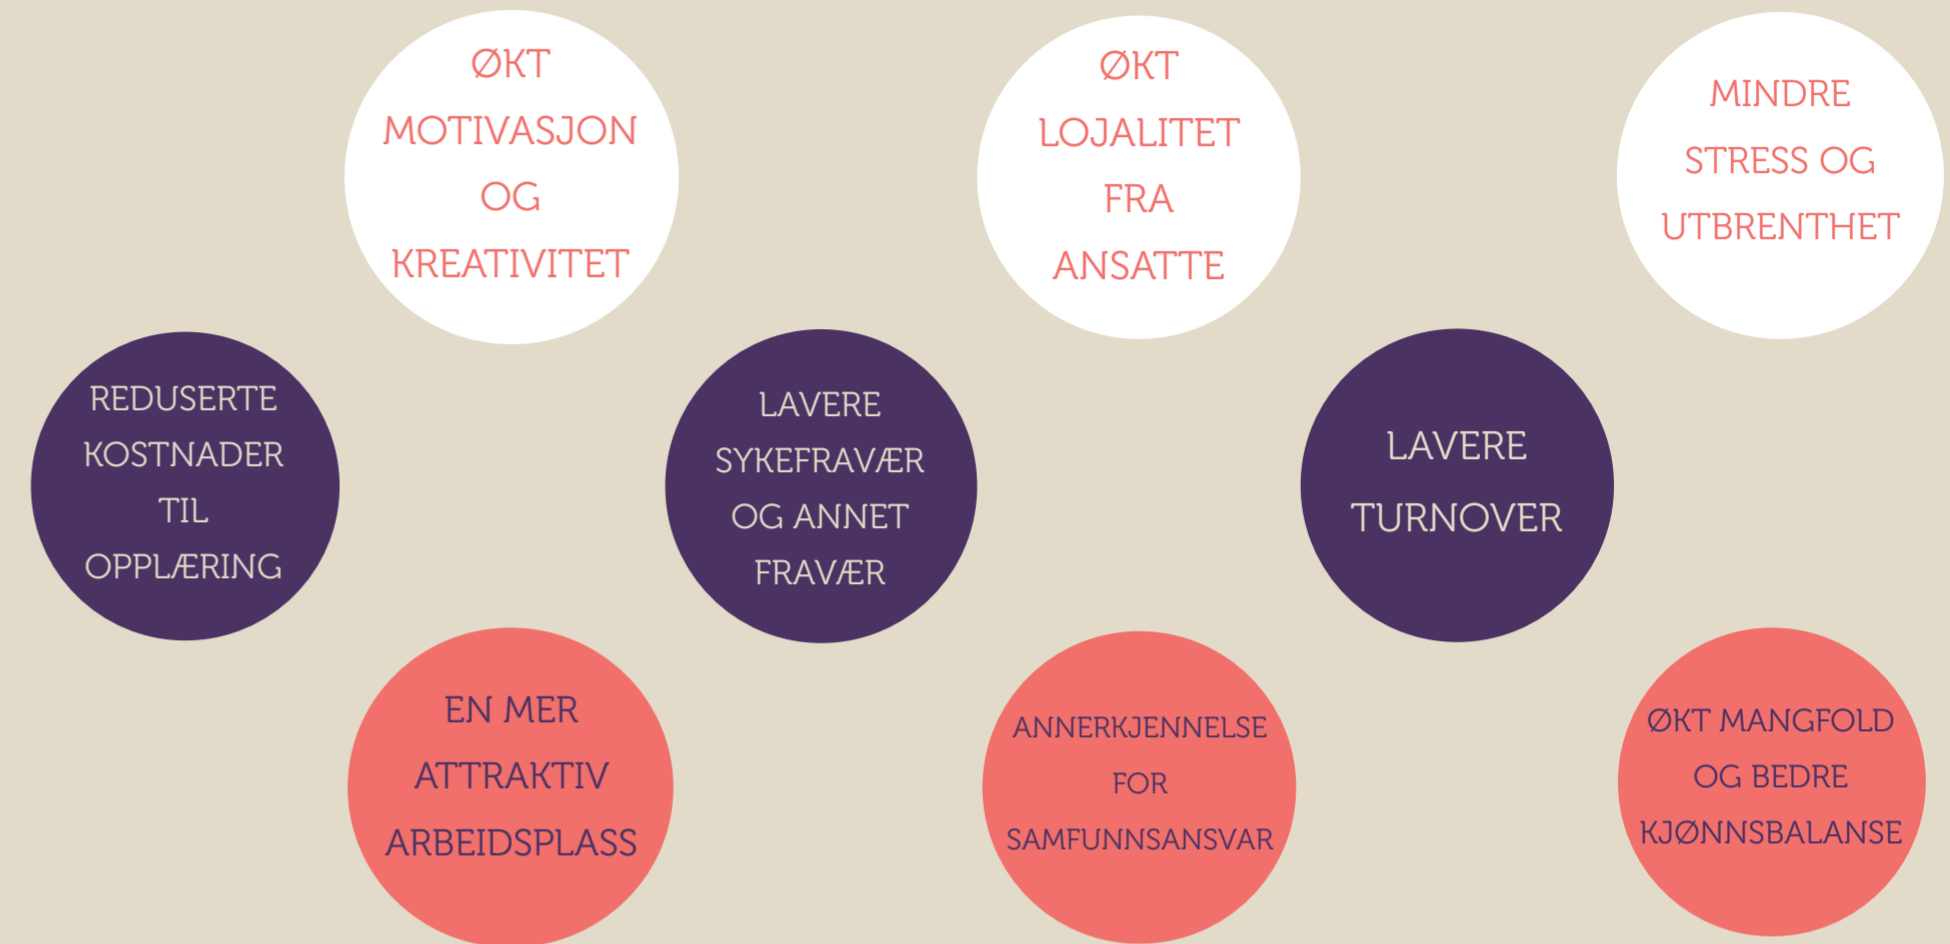 ØKT
MOTIVASJON
OG
KREATIVITET
ØKT
LOJALITET
FRA
ANSATTE
MINDRE
STRESS OG
UTBRENTHET
REDUSERTE
KOSTNADER
TIL
OPPLÆRING
LAVERE
SYKEFRAVÆR
OG ANNET
FRAVÆR
LAVERE
TURNOVER
EN MER
ATTRAKTIV
ARBEIDSPLASS
ANNERKJENNELSE
FOR
SAMFUNNSANSVAR
ØKT MANGFOLD
OG BEDRE
KJØNNSBALANSE